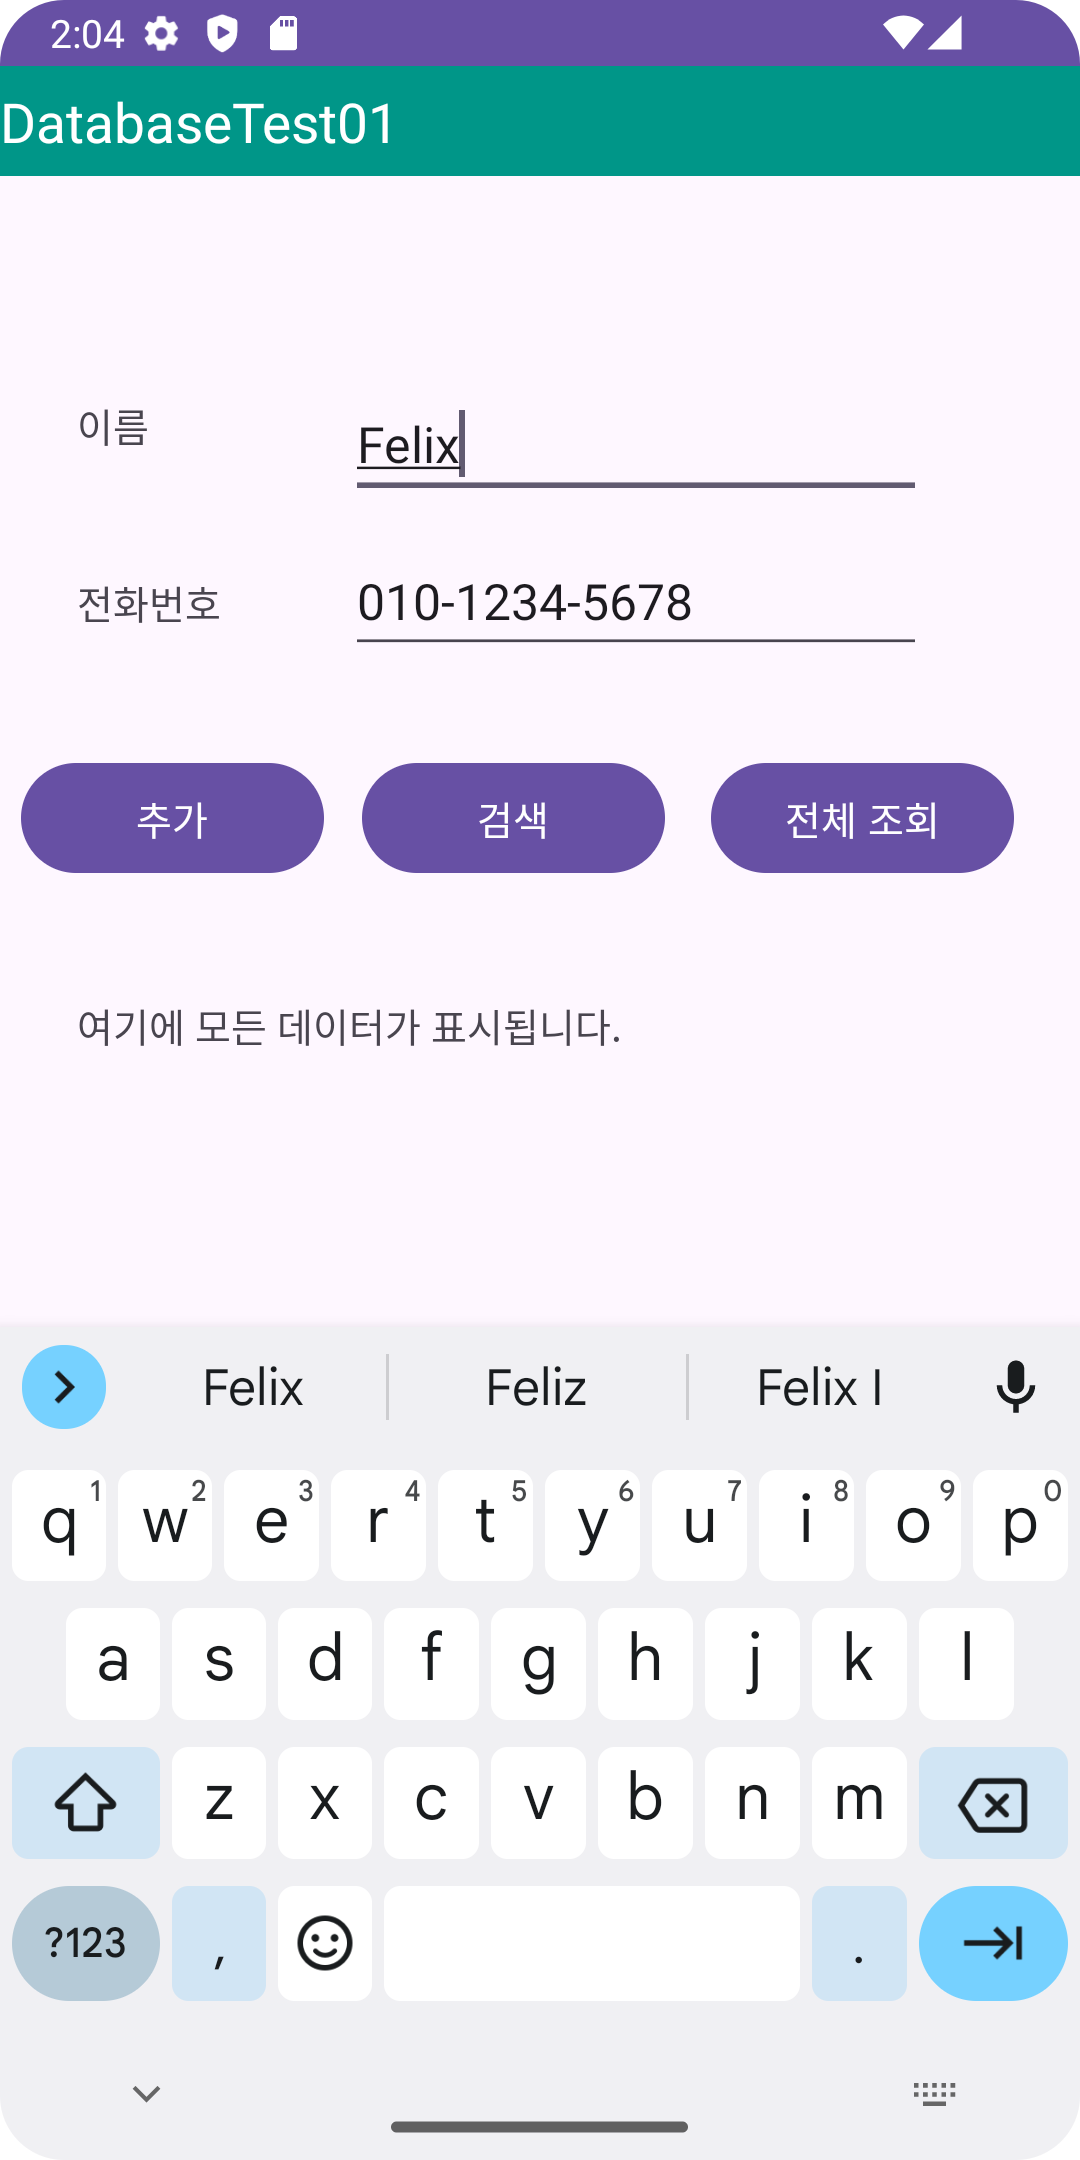 2:04
DatabaseTest01
이름
Felix
전화번호
010-1234-5678
추가 검색 전체 조회
여기에 모든 데이터가 표시됩니다.
Felix Feliz Felix I
q 1 w 2 e 3 r 4 t 5 y 6 u 7 i 8 o 9 p 0
a s d f g h j k l
z x c v b n m
?123 , .